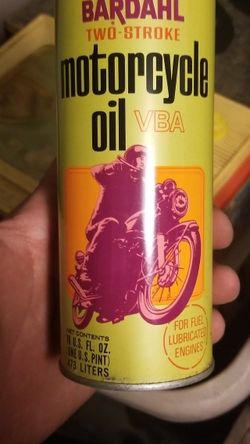 BARDAHL
TWO-STROKE
motorcycle
oil VBA
FOR FUEL
LUBRICATED
ENGINES
NET CONTENTS
16 U.S. FL. OZ.
(ONE U.S. PINT)
.473 LITERS